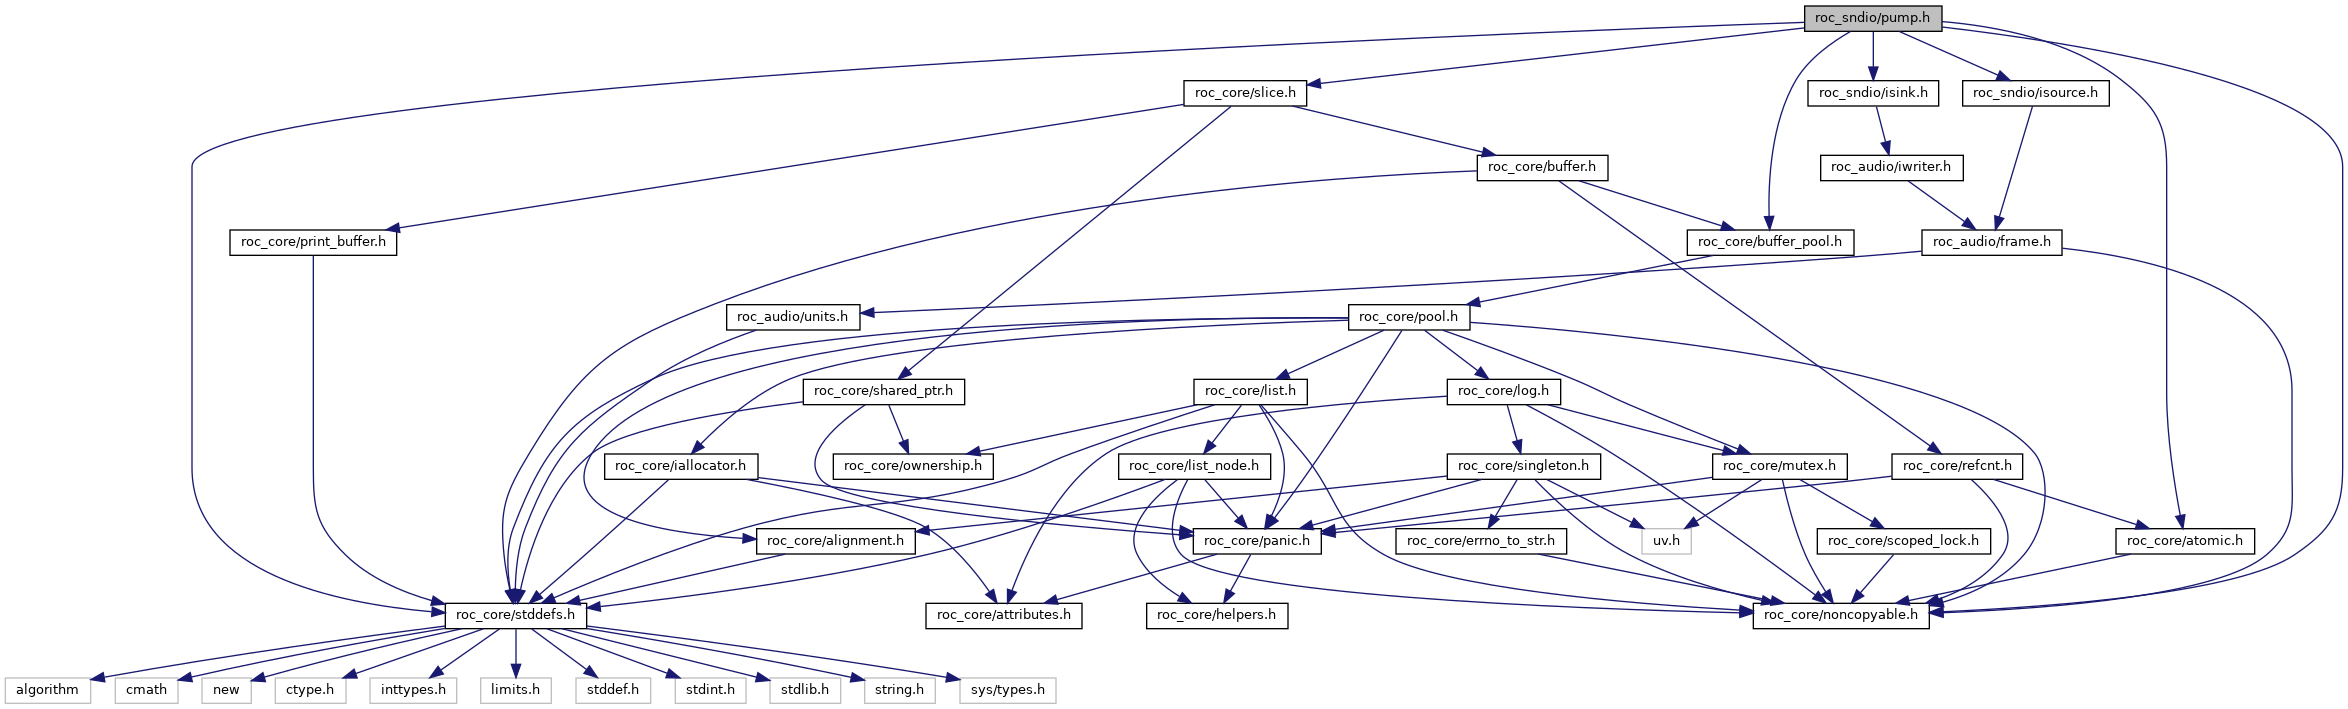 roc_sndio/pump.h
roc_core/slice.h
roc_sndio/isink.h
roc_sndio/isource.h
roc_core/buffer.h
roc_audio/iwriter.h
roc_core/print_buffer.h
roc_core/buffer_pool.h
roc_audio/frame.h
roc_audio/units.h
roc_core/pool.h
roc_core/shared_ptr.h
roc_core/list.h
roc_core/log.h
roc_core/iallocator.h
roc_core/ownership.h
roc_core/list_node.h
roc_core/singleton.h
roc_core/mutex.h
roc_core/refcnt.h
roc_core/alignment.h
roc_core/panic.h
roc_core/errno_to_str.h
uv.h
roc_core/scoped_lock.h
roc_core/atomic.h
roc_core/stddefs.h
roc_core/attributes.h
roc_core/helpers.h
roc_core/noncopyable.h
algorithm
cmath
new
ctype.h
inttypes.h
limits.h
stddef.h
stdint.h
stdlib.h
string.h
sys/types.h